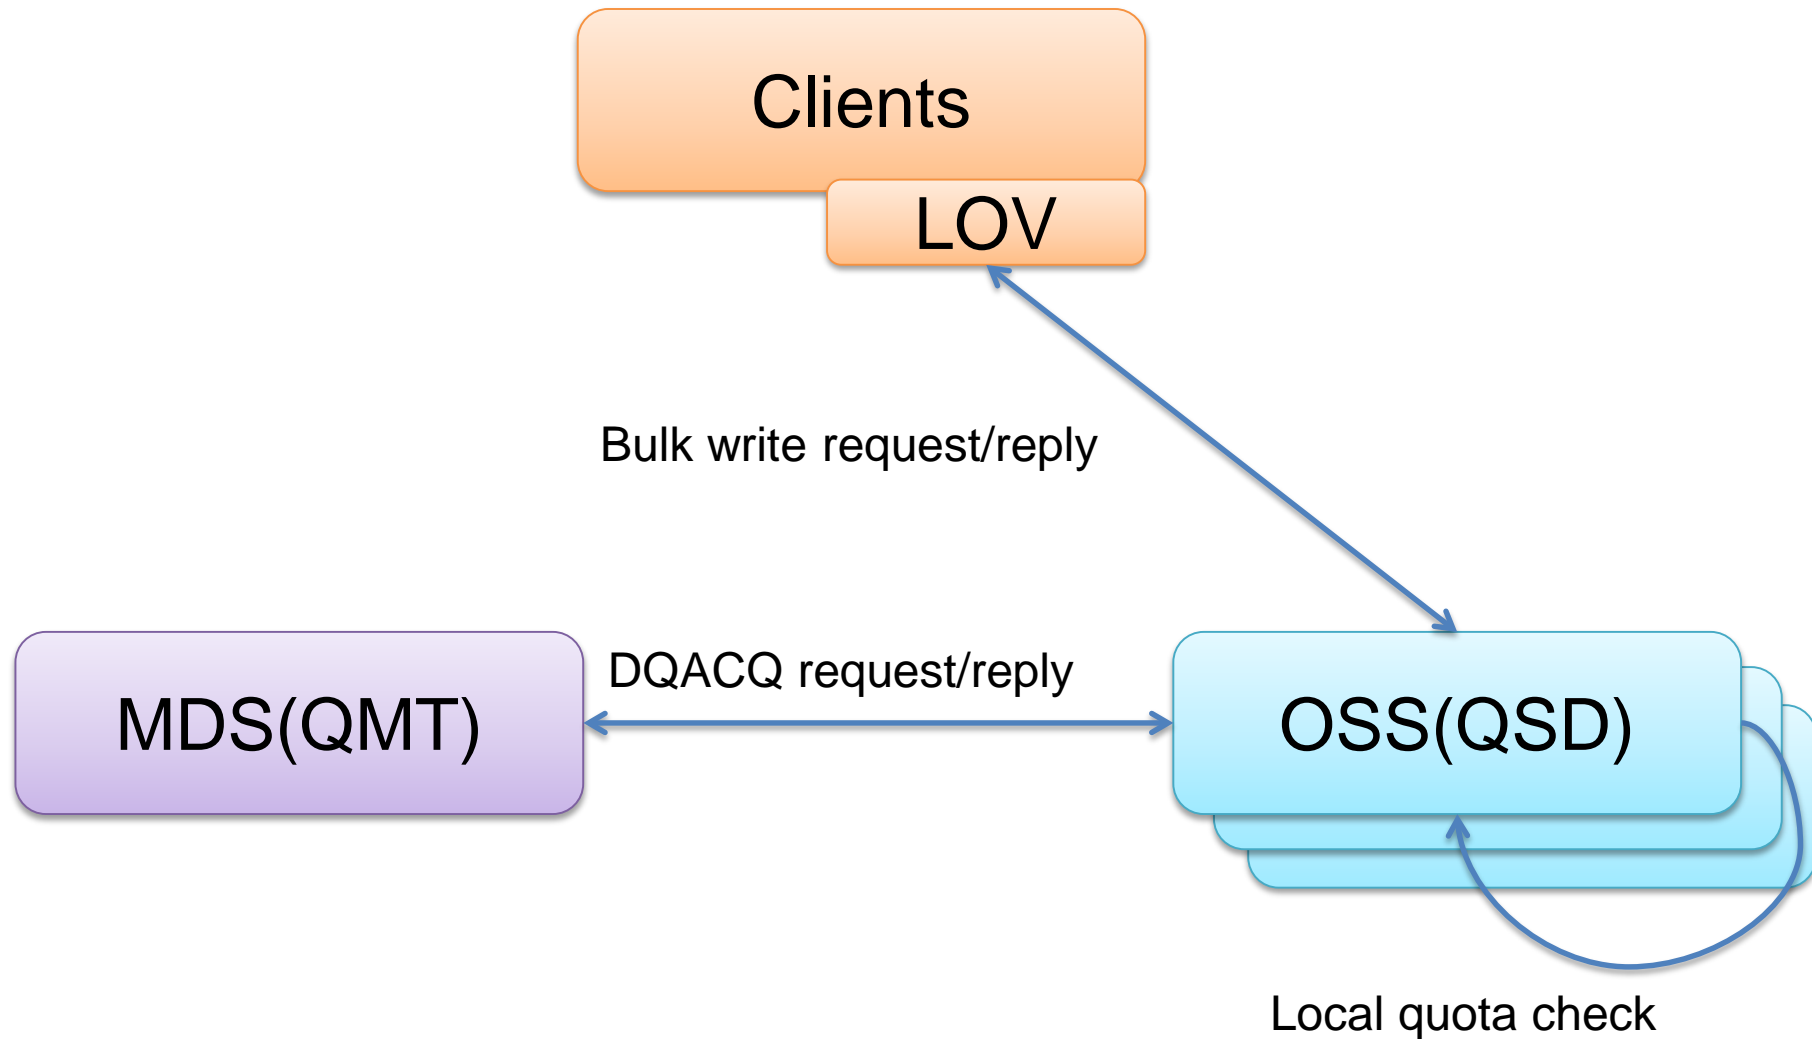 Clients
LOV
Bulk write request/reply
DQACQ request/reply
MDS(QMT)
OSS(QSD)
Local quota check